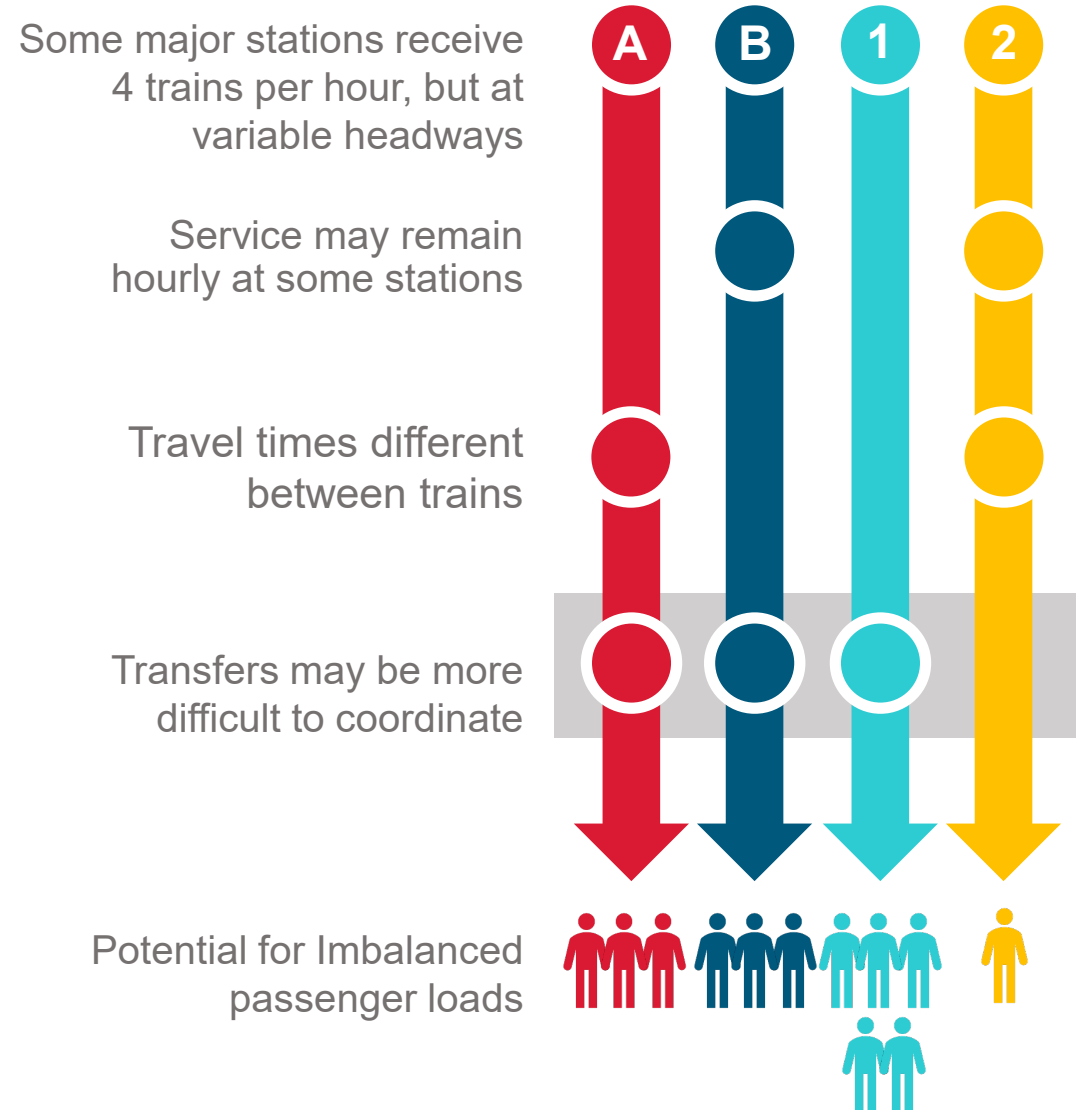 Some major stations receive
4 trains per hour, but at
variable headways
A B 1 2
Service may remain
hourly at some stations
Travel times different
between trains
Transfers may be more
difficult to coordinate
Potential for Imbalanced
passenger loads